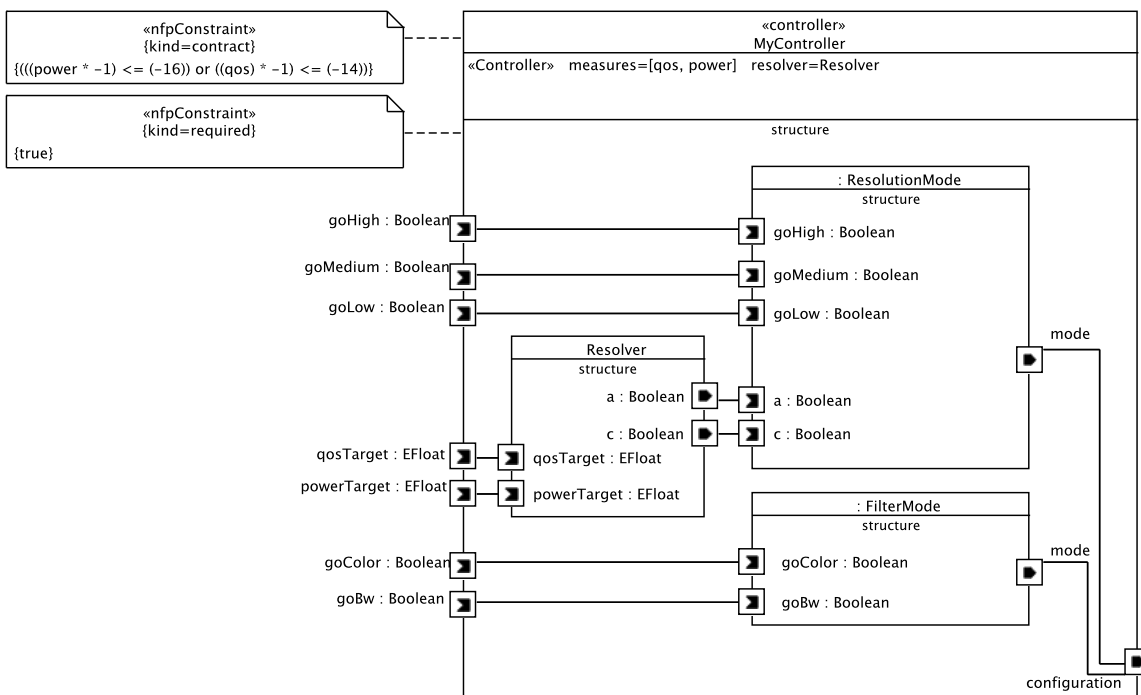 «nfpConstraint»
{kind=contract}
{(((power * -1) <= (-16)) or ((qos) * -1) <= (-14))}
«nfpConstraint»
{kind=required}
{true}
«controller»
MyController
«Controller» measures=[qos, power] resolver=Resolver
structure
: ResolutionMode
structure
goHigh : Boolean
goHigh : Boolean
goMedium : Boolean
goMedium : Boolean
goLow : Boolean
goLow : Boolean
mode
Resolver
structure
a : Boolean
a : Boolean
c : Boolean
c : Boolean
qosTarget : EFloat
qosTarget : EFloat
powerTarget : EFloat
powerTarget : EFloat
: FilterMode
structure
mode
goColor : Boolean
goColor : Boolean
goBw : Boolean
goBw : Boolean
configuration